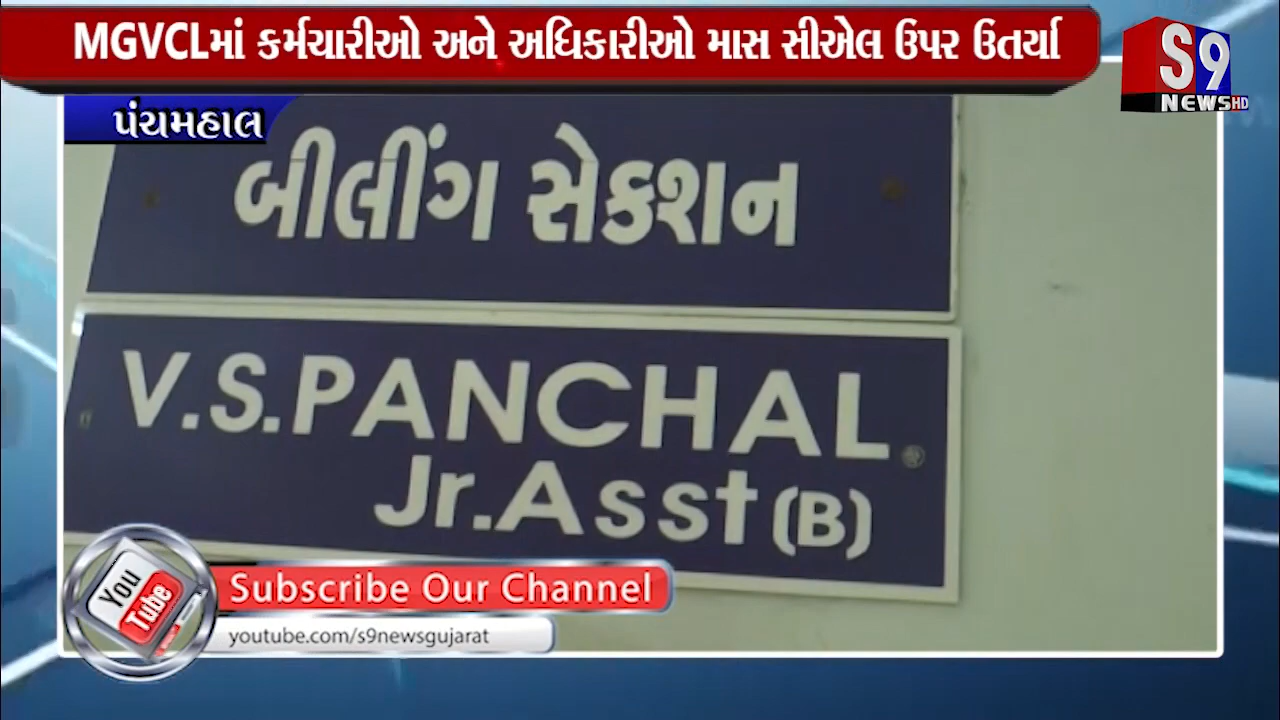 MGVCLમાં કર્મચારીઓ અને અધિકારીઓ માસ સીએલ ઉપર ઉતર્યા
S9
NEWS HD
પંચમહાલ
બીલીંગ સેકશન
V.S.PANCHAL
Jr.Asst (B)
You
Tube
Subscribe Our Channel
youtube.com/s9newsgujarat